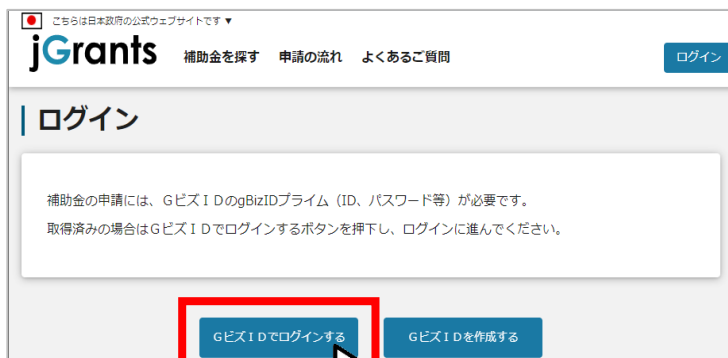 こちらは日本政府の公式ウェブサイトです ▼
jGrants 補助金を探す 申請の流れ よくあるご質問 ログイン
ログイン
補助金の申請には、GビズIDのgBizIDプライム（ID、パスワード等）が必要です。
取得済みの場合はGビズIDでログインするボタンを押下し、ログインに進んでください。
GビズIDでログインする GビズIDを作成する